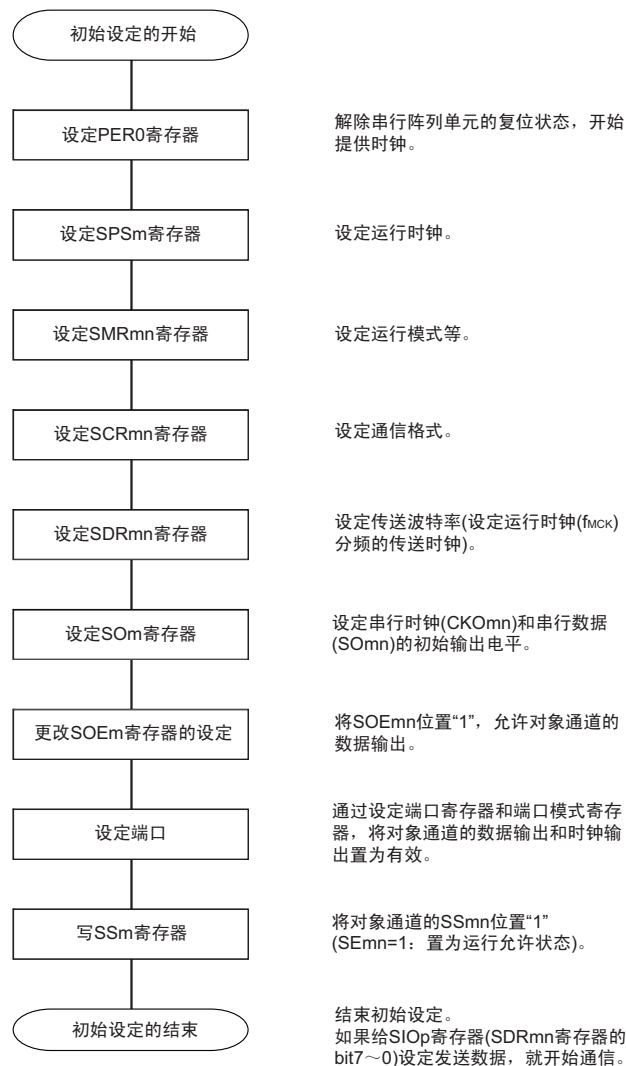 初始设定的开始
设定PER0寄存器
解除串行阵列单元的复位状态，开始
提供时钟。
设定SPSm寄存器
设定运行时钟。
设定SMRmn寄存器
设定运行模式等。
设定SCRmn寄存器
设定通信格式。
设定SDRmn寄存器
设定传送波特率(设定运行时钟(fMCK)
分频的传送时钟)。
设定SOm寄存器
设定串行时钟(CKOmn)和串行数据
(SOmn)的初始输出电平。
更改SOEm寄存器的设定
将SOEmn位置“1”，允许对象通道的
数据输出。
设定端口
通过设定端口寄存器和端口模式寄存
器，将对象通道的数据输出和时钟输
出置为有效。
写SSm寄存器
将对象通道的SSmn位置“1”
(SEmn=1：置为运行允许状态)。
初始设定的结束
结束初始设定。
如果给SIOp寄存器(SDRmn寄存器的
bit7～0)设定发送数据，就开始通信。